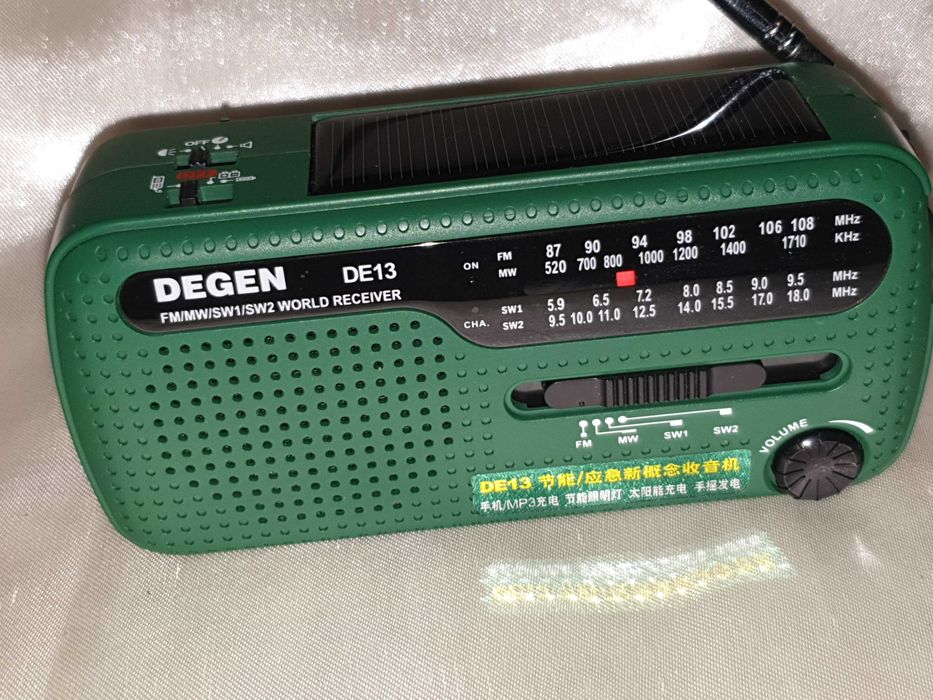 OFF
DEGEN DE13
FM/MW/SW1/SW2 WORLD RECEIVER
ON FM 87 90 94 98 102 106 108 MHz
MW 520 700 800 1000 1200 1400 1710 KHz
SW1 5.9 6.5 7.2 8.0 8.5 9.0 9.5 MHz
CHA. SW2 9.5 10.0 11.0 12.5 14.0 15.5 17.0 18.0 MHz
FM MW SW1 SW2
VOLUME
DE13 节能/应急新概念收音机
手机/MP3充电 节能照明灯 太阳能充电 手摇发电